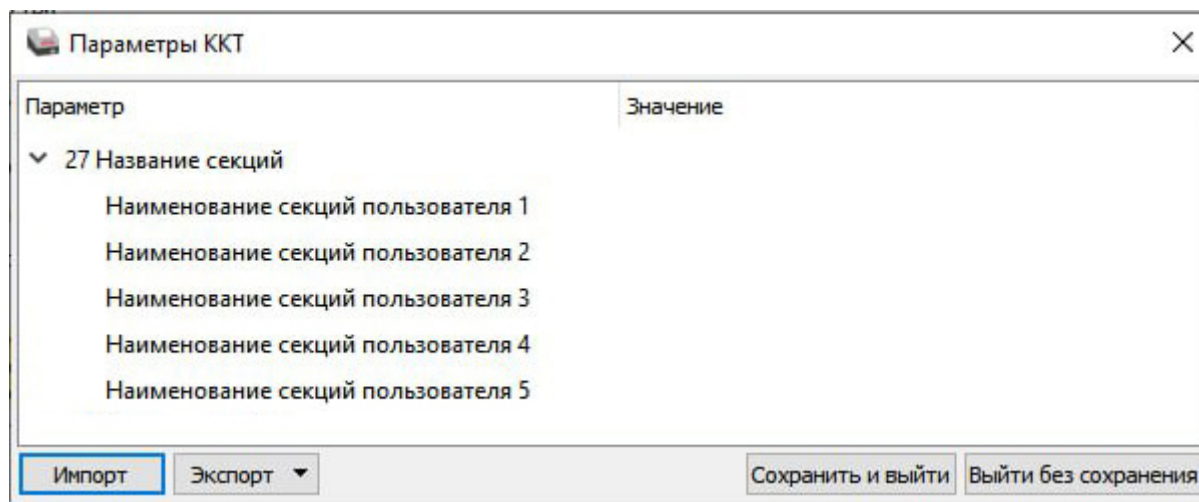 Параметры ККТ
Параметр Значение
27 Название секций
Наименование секций пользователя 1
Наименование секций пользователя 2
Наименование секций пользователя 3
Наименование секций пользователя 4
Наименование секций пользователя 5
Импорт Экспорт Сохранить и выйти Выйти без сохранения